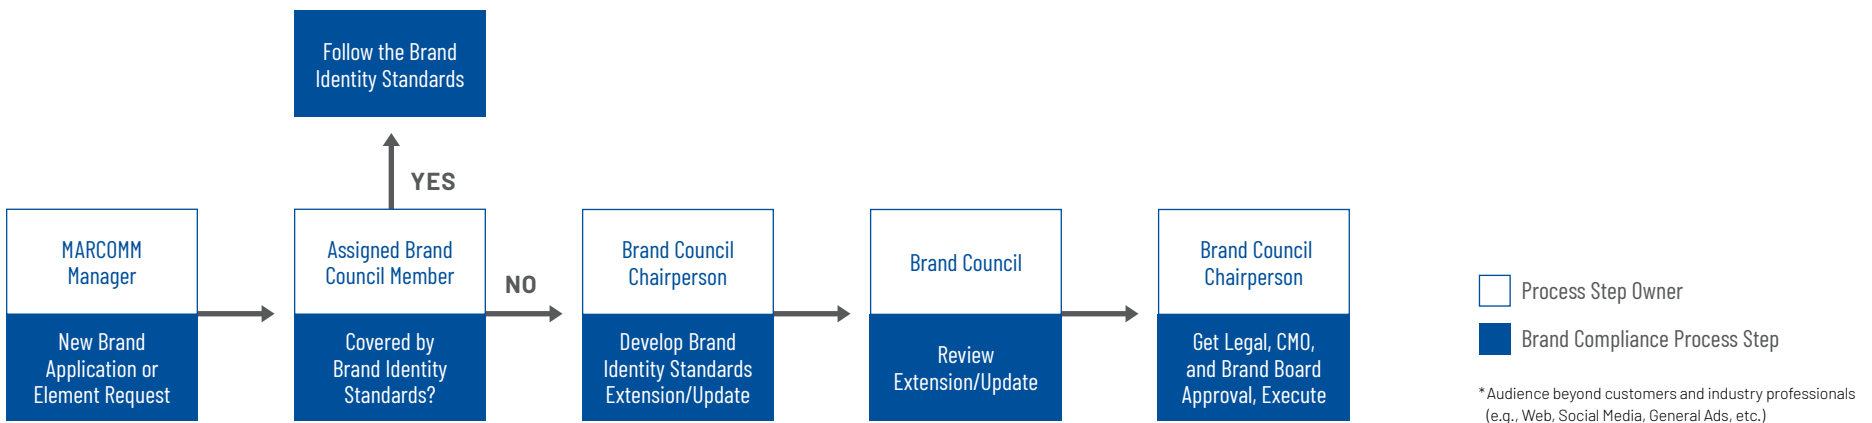 Follow the Brand
Identity Standards
YES
MARCOMM
Manager
New Brand
Application or
Element Request
Assigned Brand
Council Member
Covered by
Brand Identity
Standards?
NO
Brand Council
Chairperson
Develop Brand
Identity Standards
Extension/Update
Brand Council
Review
Extension/Update
Brand Council
Chairperson
Get Legal, CMO,
and Brand Board
Approval, Execute
Process Step Owner
Brand Compliance Process Step
*Audience beyond customers and industry professionals
(e.g., Web, Social Media, General Ads, etc.)